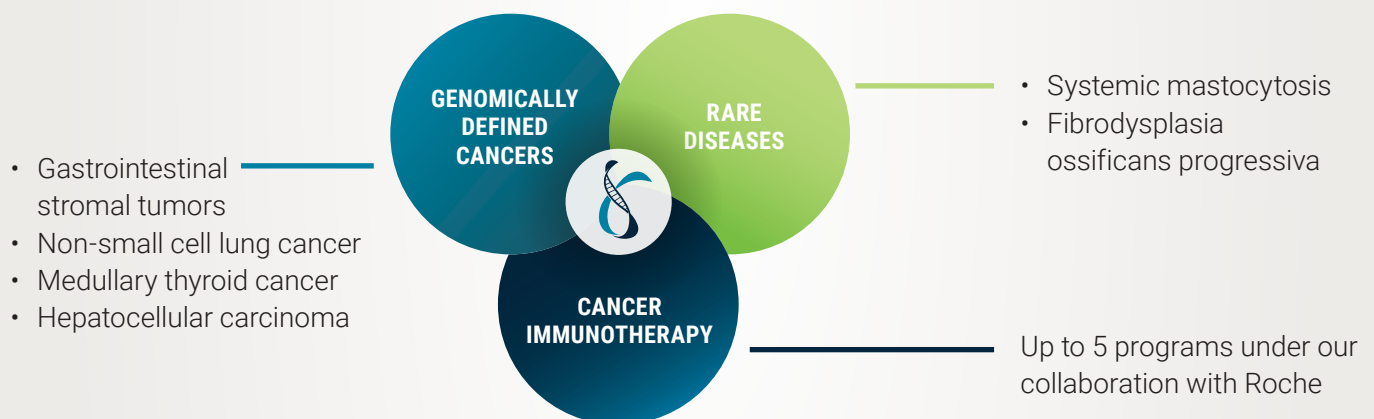 GENOMICALLY
DEFINED
CANCERS
RARE
DISEASES
• Systemic mastocytosis
• Fibrodysplasia
ossificans progressiva
• Gastrointestinal
stromal tumors
• Non-small cell lung cancer
• Medullary thyroid cancer
• Hepatocellular carcinoma
CANCER
IMMUNOTHERAPY
Up to 5 programs under our
collaboration with Roche